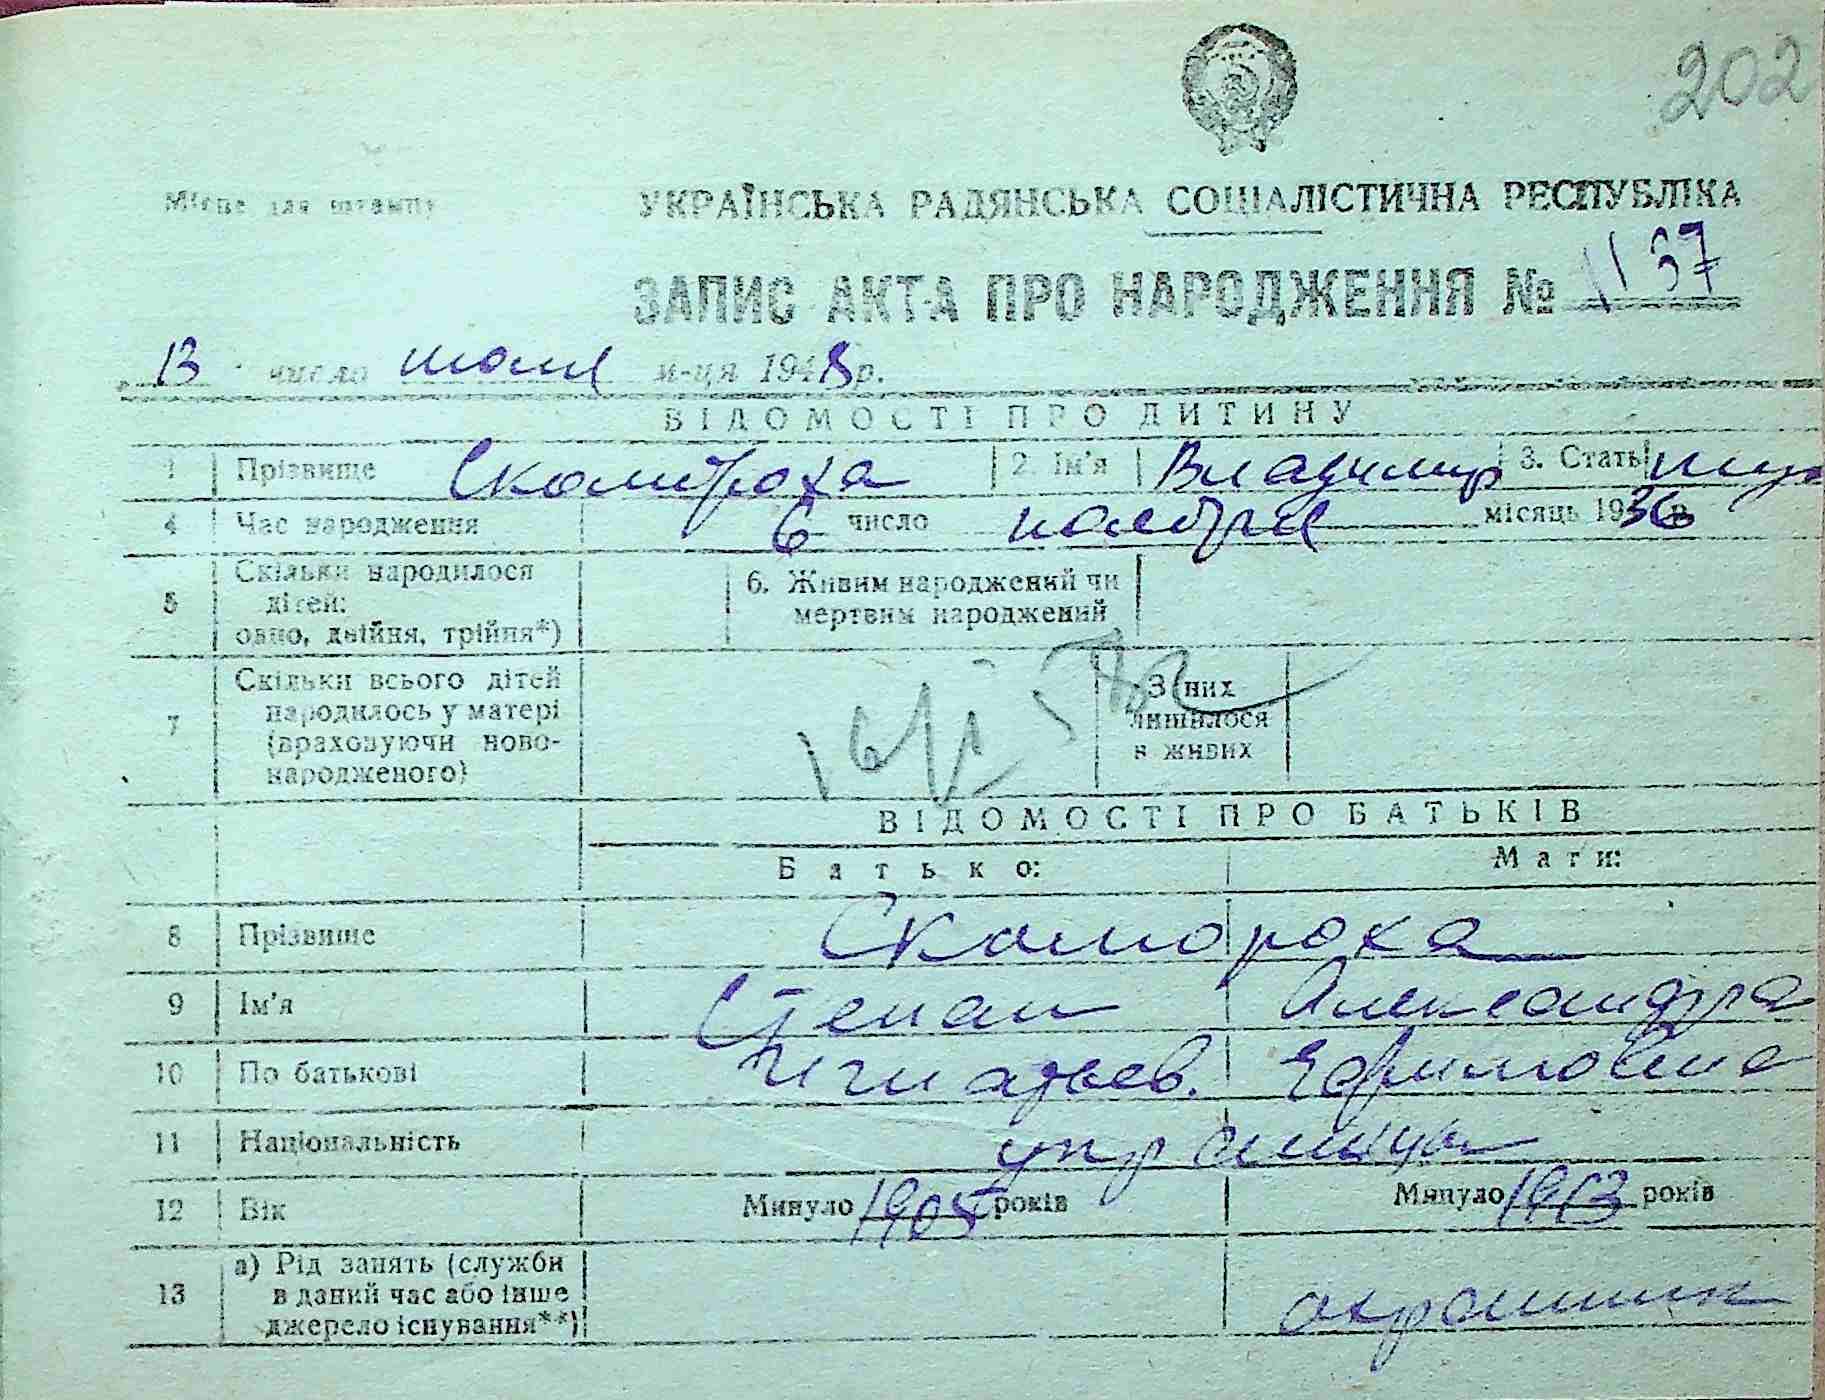 202
Місце для штампу
УКРАЇНСЬКА РАДЯНСЬКА СОЦІАЛІСТИЧНА РЕСПУБЛІКА
ЗАПИС АКТА ПРО НАРОДЖЕННЯ № 1137
13 число июля м-ця 1948 р.
ВІДОМОСТІ ПРО ДИТИНУ
1 Прізвище Скомороха 2. Ім'я Владимир 3. Стать муж
4 Час народження 6 число ноября місяць 1936 р.
5 Скільки народилося дітей: одно, двійня, трійня*) 6. Живим народжений чи мертвим народжений
7 Скільки всього дітей народилось у матері (враховуючи новонародженого) З них лишилося в живих
ВІДОМОСТІ ПРО БАТЬКІВ
Батько: Мати:
8 Прізвище Скомороха
9 Ім'я Степан Александра
10 По батькові Игнатьев. Ефимовна
11 Національність украинцы
12 Вік Минуло 1905 років Минуло 1913 років
13 а) Рід занять (служби в даний час або інше джерело існування**) охранник